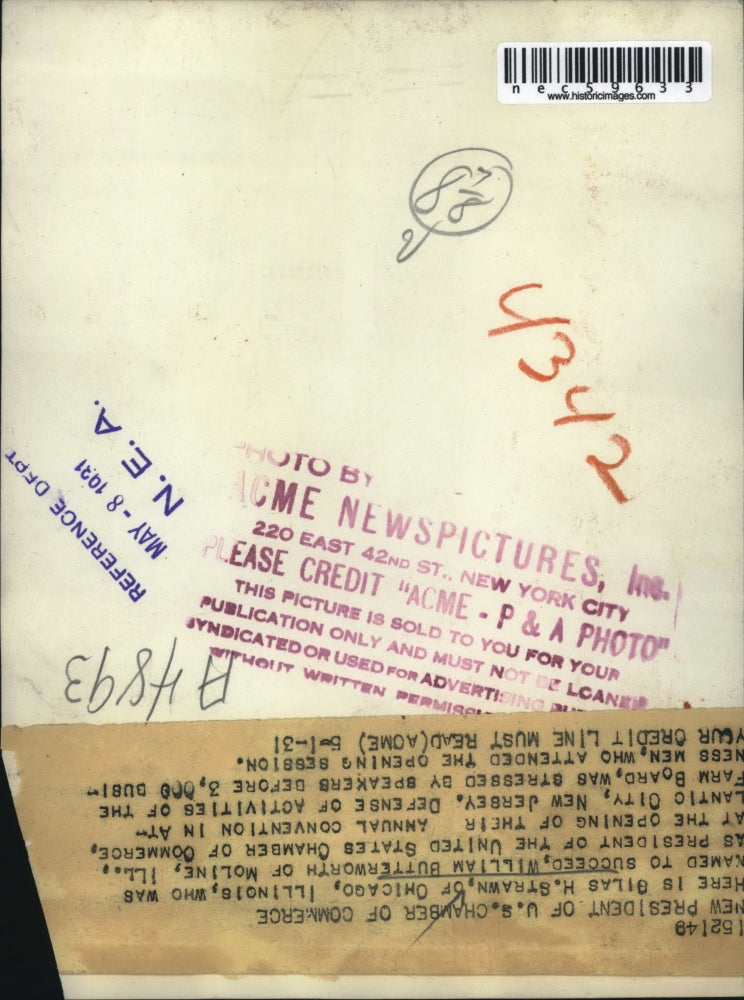 nec59633
www.historicimages.com
87/8
2
4342
REFERENCE DEPT
MAY - 8 1931
N. E. A.
PHOTO BY
ACME NEWSPICTURES, Inc.
220 EAST 42ND ST., NEW YORK CITY
PLEASE CREDIT "ACME - P & A PHOTO"
THIS PICTURE IS SOLD TO YOU FOR YOUR
PUBLICATION ONLY AND MUST NOT BE LOANED
SYNDICATED OR USED FOR ADVERTISING
WITHOUT WRITTEN PERMISSION
A4893
152149
NEW PRESIDENT OF U.S.CHAMBER OF COMMERCE
HERE IS SILAS H.STRAWN,OF CHICAGO, ILLINOIS,WHO WAS
NAMED TO SUCCEED,WILLIAM BUTTERWORTH OF MOLINE, ILL.,
AS PRESIDENT OF THE UNITED STATES CHAMBER OF COMMERCE,
AT THE OPENING OF THEIR ANNUAL CONVENTION IN AT-
LANTIC CITY, NEW JERSEY. DEFENSE OF ACTIVITIES OF THE
FARM BOARD,WAS STRESSED BY SPEAKERS BEFORE 3,000 BUSI-
NESS MEN,WHO ATTENDED THE OPENING SESSION.
YOUR CREDIT LINE MUST READ(ACME) 5-1-31